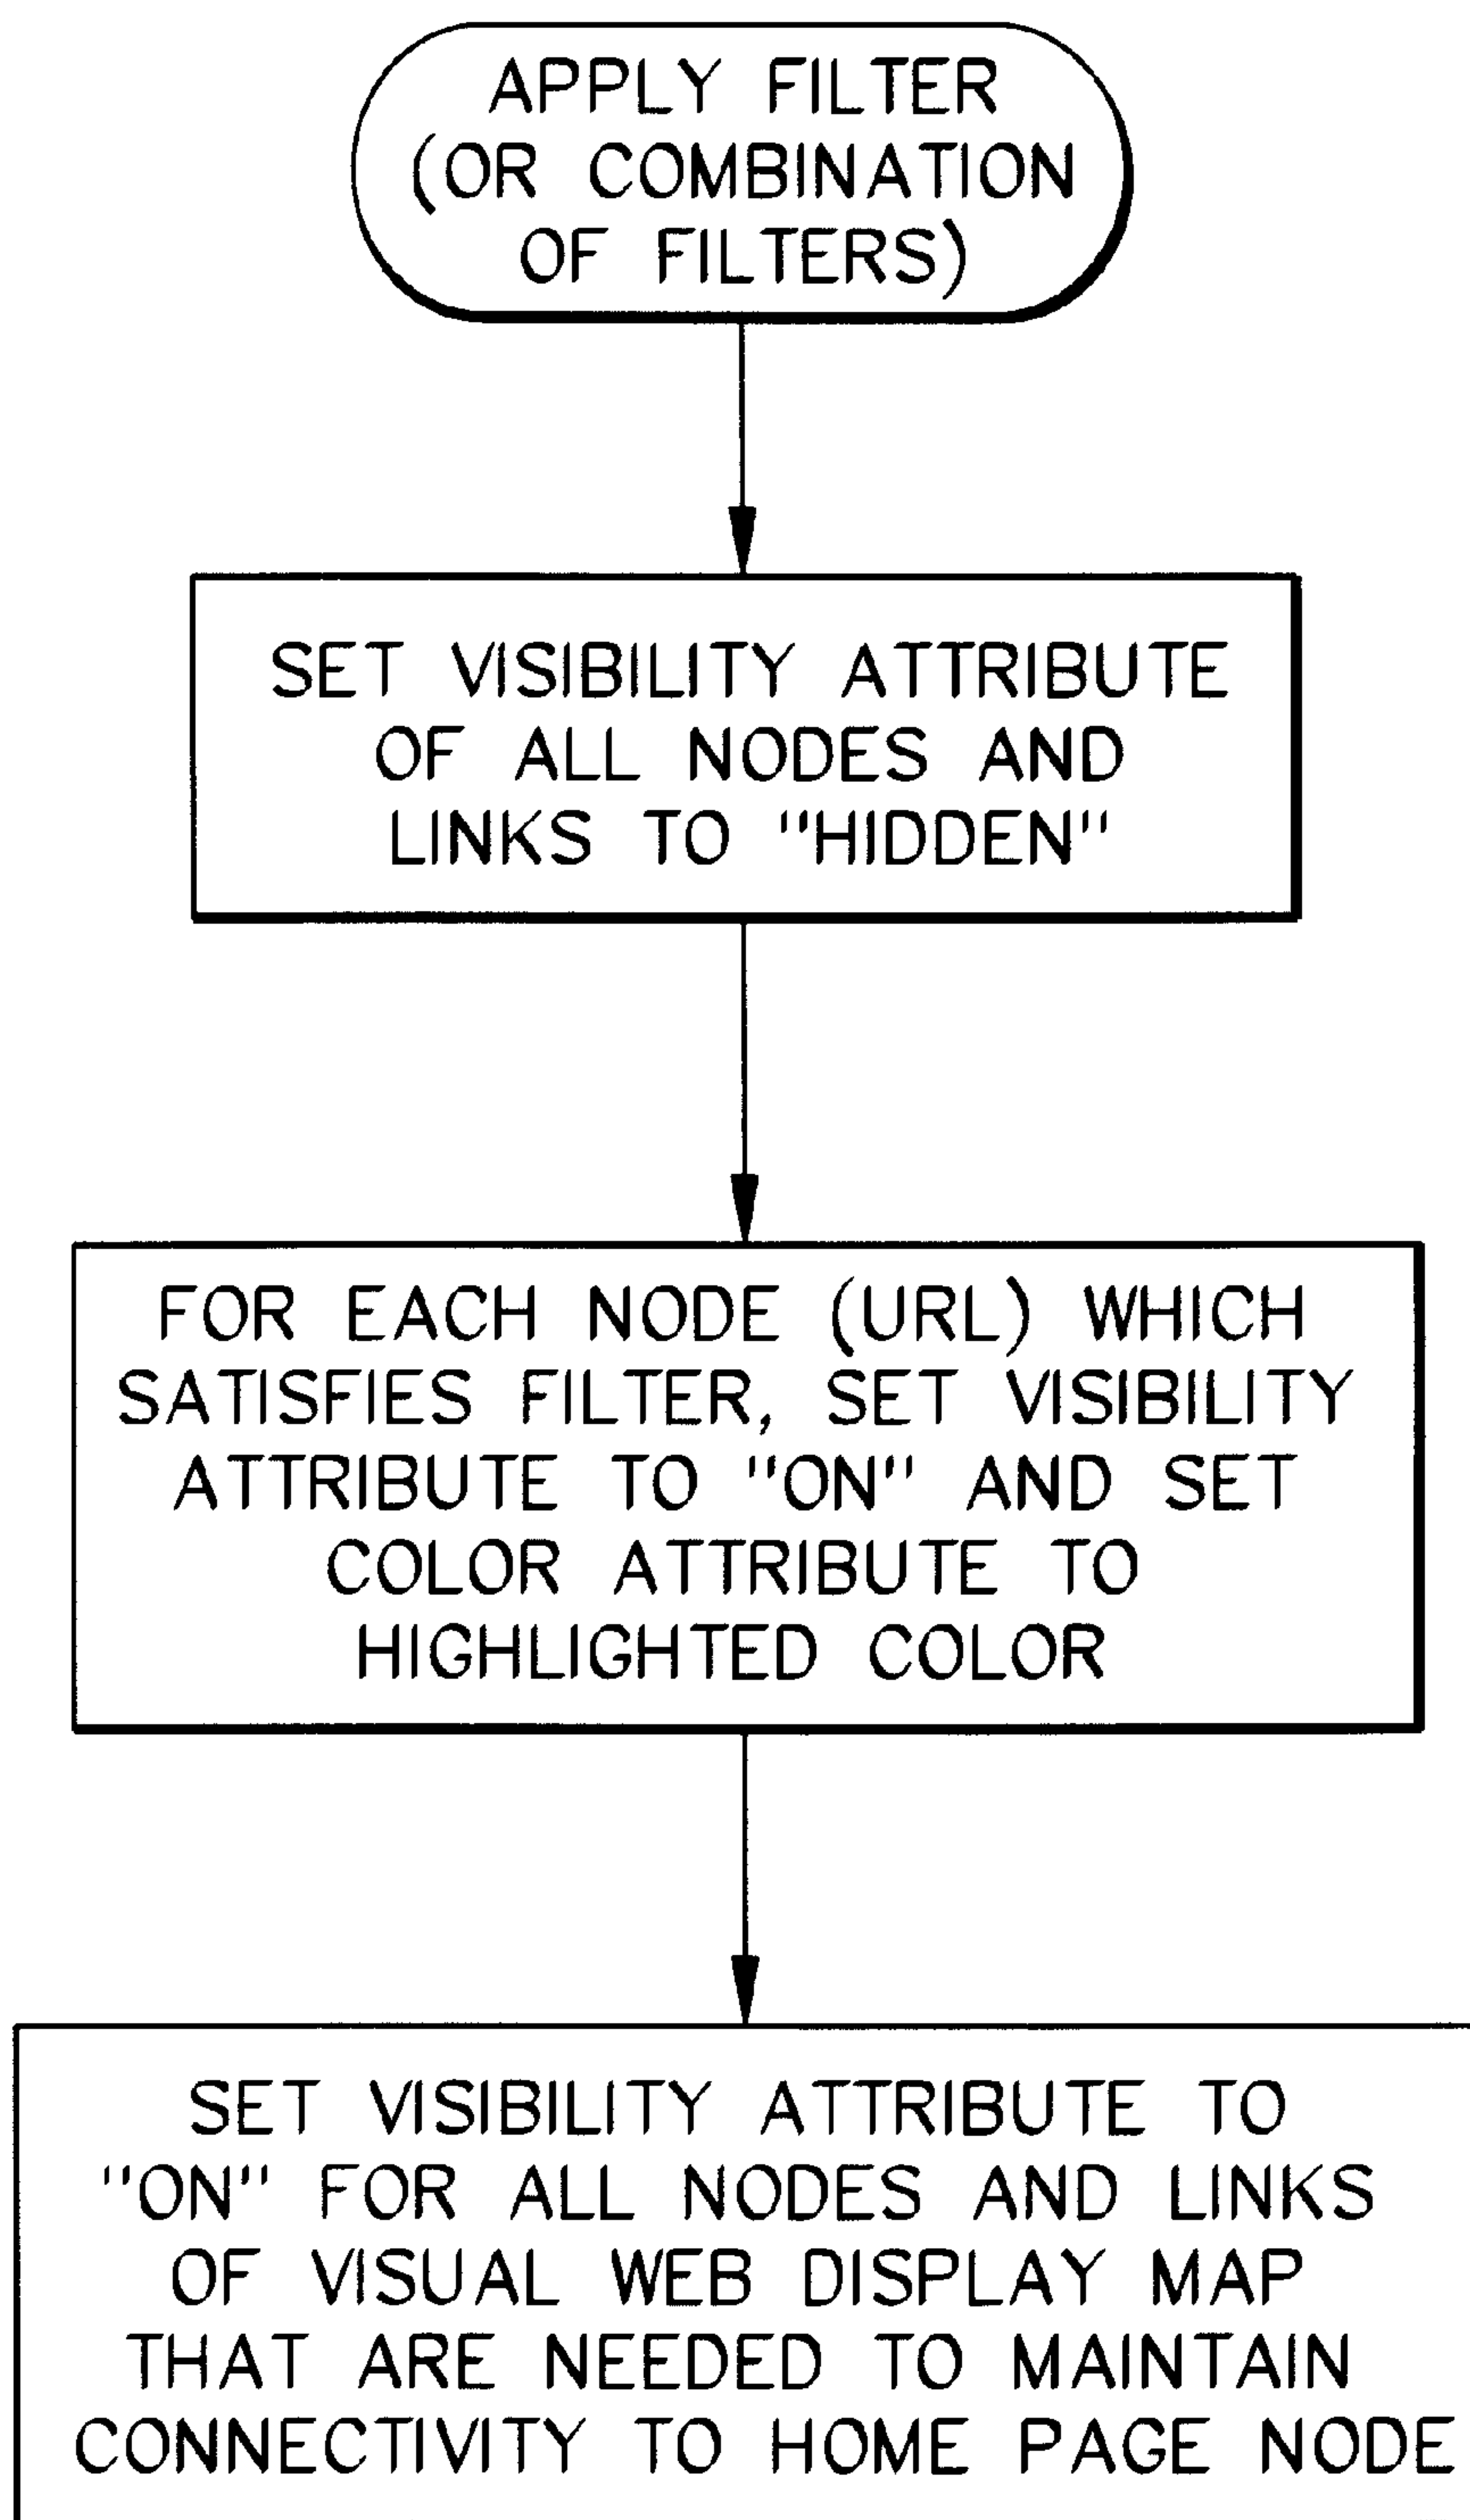 APPLY FILTER
(OR COMBINATION
OF FILTERS)
SET VISIBILITY ATTRIBUTE
OF ALL NODES AND
LINKS TO "HIDDEN"
FOR EACH NODE (URL) WHICH
SATISFIES FILTER, SET VISIBILITY
ATTRIBUTE TO "ON" AND SET
COLOR ATTRIBUTE TO
HIGHLIGHTED COLOR
SET VISIBILITY ATTRIBUTE TO
"ON" FOR ALL NODES AND LINKS
OF VISUAL WEB DISPLAY MAP
THAT ARE NEEDED TO MAINTAIN
CONNECTIVITY TO HOME PAGE NODE